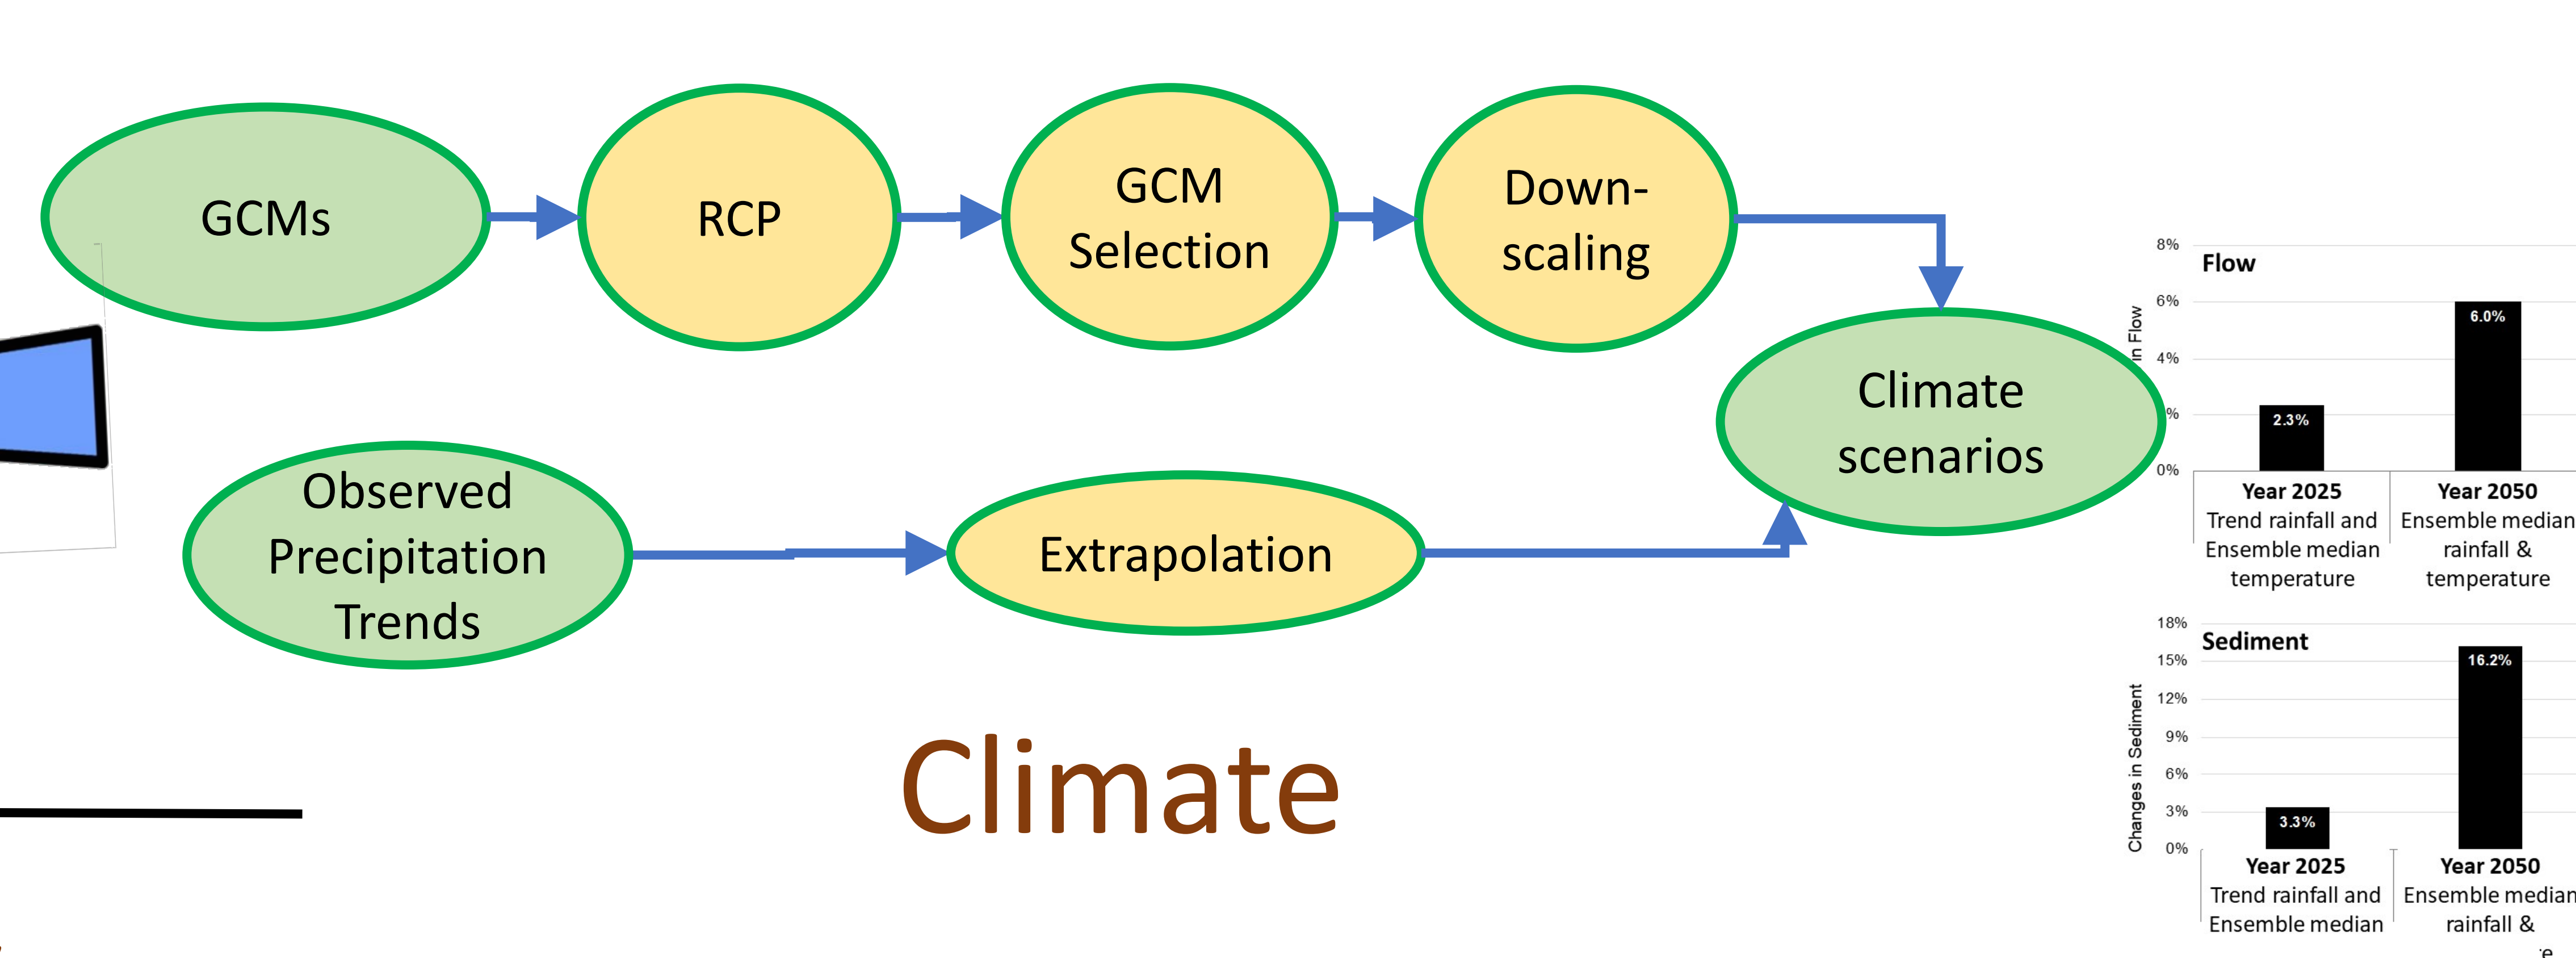 GCMs
RCP
GCM
Selection
Down-
scaling
Climate
scenarios
Observed
Precipitation
Trends
Extrapolation
Climate
8%
Flow
6%
6.0%
in Flow
4%
%
2.3%
0%
Year 2025
Trend rainfall and
Ensemble median
temperature
Year 2050
Ensemble median
rainfall &
temperature
18%
Sediment
15%
16.2%
12%
Changes in Sediment
9%
6%
3%
3.3%
0%
Year 2025
Trend rainfall and
Ensemble median
Year 2050
Ensemble median
rainfall &